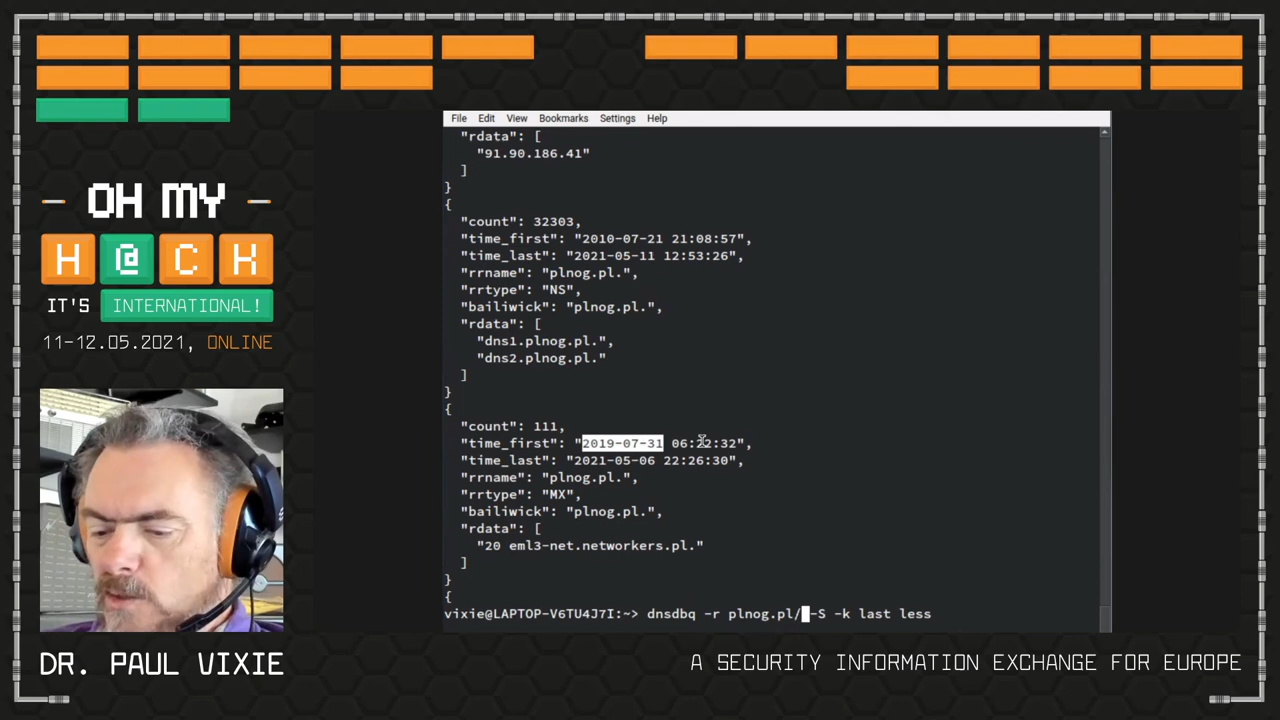 OH MY
H@CK
IT'S INTERNATIONAL!
11-12.05.2021, ONLINE
File Edit View Bookmarks Settings Help
"rdata": [
"91.90.186.41"
]
}
{
"count": 32303,
"time_first": "2010-07-21 21:08:57",
"time_last": "2021-05-11 12:53:26",
"rrname": "plnog.pl.",
"rrtype": "NS",
"bailiwick": "plnog.pl.",
"rdata": [
"dns1.plnog.pl.",
"dns2.plnog.pl."
]
}
{
"count": 111,
"time_first": "2019-07-31 06:22:32",
"time_last": "2021-05-06 22:26:30",
"rrname": "plnog.pl.",
"rrtype": "MX",
"bailiwick": "plnog.pl.",
"rdata": [
"20 eml3-net.networkers.pl."
]
}
{
vixie@LAPTOP-V6TU4J7I:~> dnsdbq -r plnog.pl/ -S -k last less
DR. PAUL VIXIE
A SECURITY INFORMATION EXCHANGE FOR EUROPE